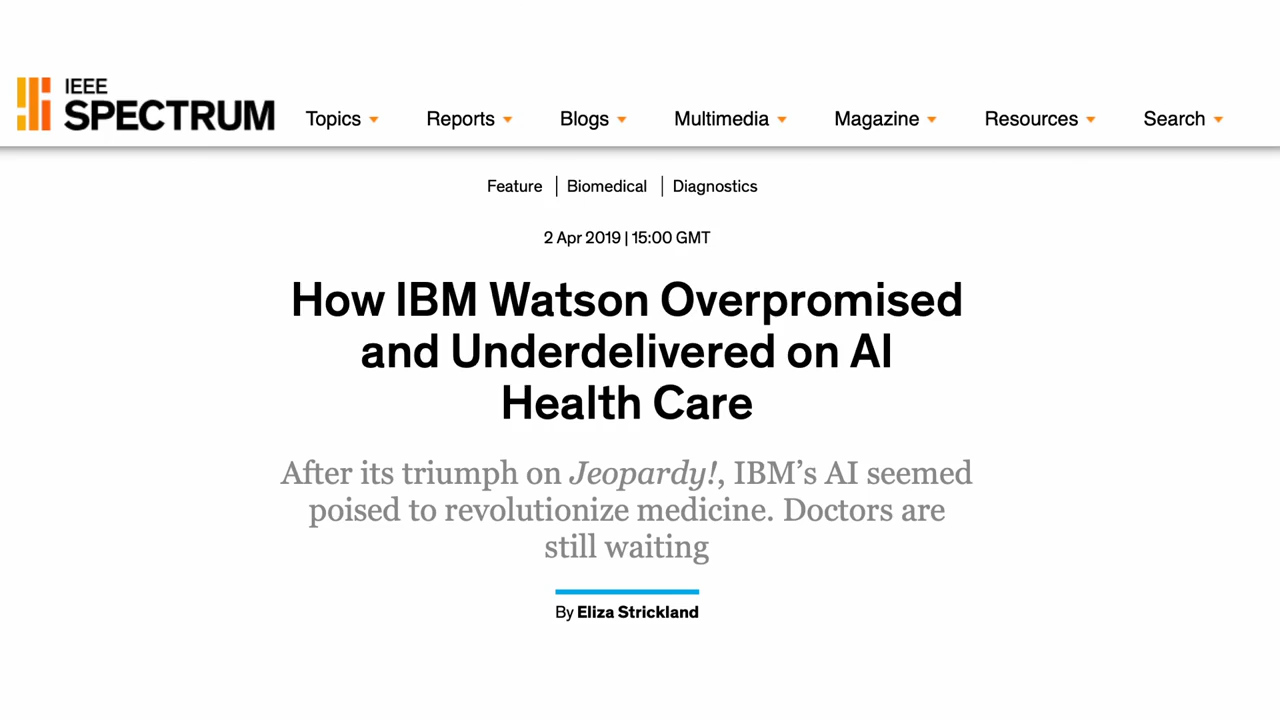 IEEE
SPECTRUM
Topics Reports Blogs Multimedia Magazine Resources Search
Feature | Biomedical | Diagnostics
2 Apr 2019 | 15:00 GMT
How IBM Watson Overpromised
and Underdelivered on AI
Health Care
After its triumph on Jeopardy!, IBM’s AI seemed
poised to revolutionize medicine. Doctors are
still waiting
By Eliza Strickland